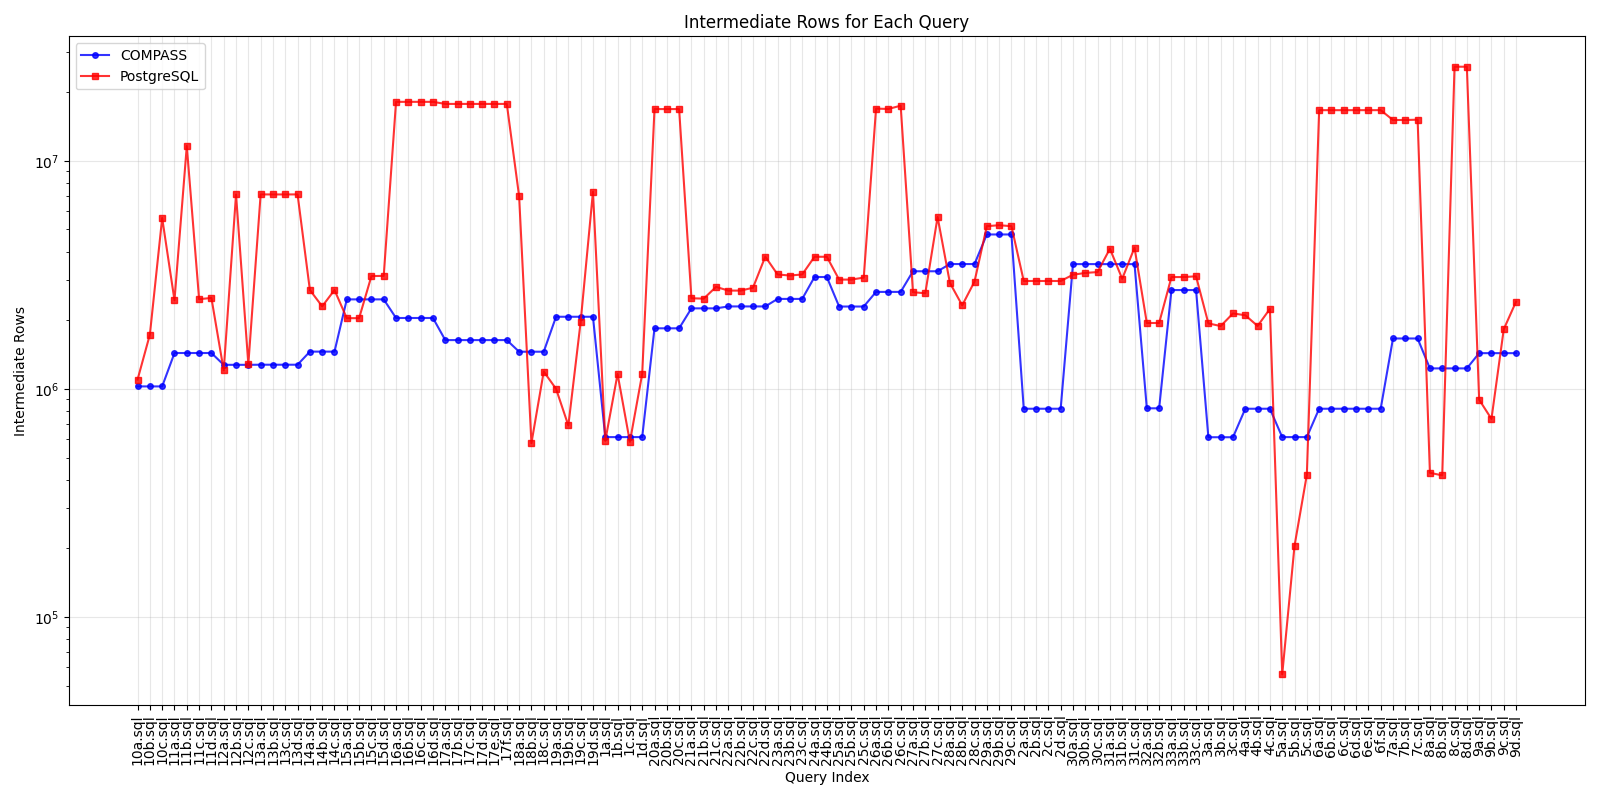 Intermediate Rows for Each Query
COMPASS
PostgreSQL
Intermediate Rows
10⁷
10⁶
10⁵
10a.sql
10b.sql
10c.sql
11a.sql
11b.sql
11c.sql
11d.sql
12a.sql
12b.sql
12c.sql
13a.sql
13b.sql
13c.sql
13d.sql
14a.sql
14b.sql
14c.sql
15a.sql
15b.sql
15c.sql
15d.sql
16a.sql
16b.sql
16c.sql
16d.sql
17a.sql
17b.sql
17c.sql
17d.sql
17e.sql
17f.sql
18a.sql
18b.sql
18c.sql
19a.sql
19b.sql
19c.sql
19d.sql
1a.sql
1b.sql
1c.sql
1d.sql
20a.sql
20b.sql
20c.sql
21a.sql
21b.sql
21c.sql
22a.sql
22b.sql
22c.sql
22d.sql
23a.sql
23b.sql
23c.sql
24a.sql
24b.sql
25a.sql
25b.sql
25c.sql
26a.sql
26b.sql
26c.sql
27a.sql
27b.sql
27c.sql
28a.sql
28b.sql
28c.sql
29a.sql
29b.sql
29c.sql
2a.sql
2b.sql
2c.sql
2d.sql
30a.sql
30b.sql
30c.sql
31a.sql
31b.sql
31c.sql
32a.sql
32b.sql
33a.sql
33b.sql
33c.sql
3a.sql
3b.sql
3c.sql
4a.sql
4b.sql
4c.sql
5a.sql
5b.sql
5c.sql
6a.sql
6b.sql
6c.sql
6d.sql
6e.sql
6f.sql
7a.sql
7b.sql
7c.sql
8a.sql
8b.sql
8c.sql
8d.sql
9a.sql
9b.sql
9c.sql
9d.sql
Query Index